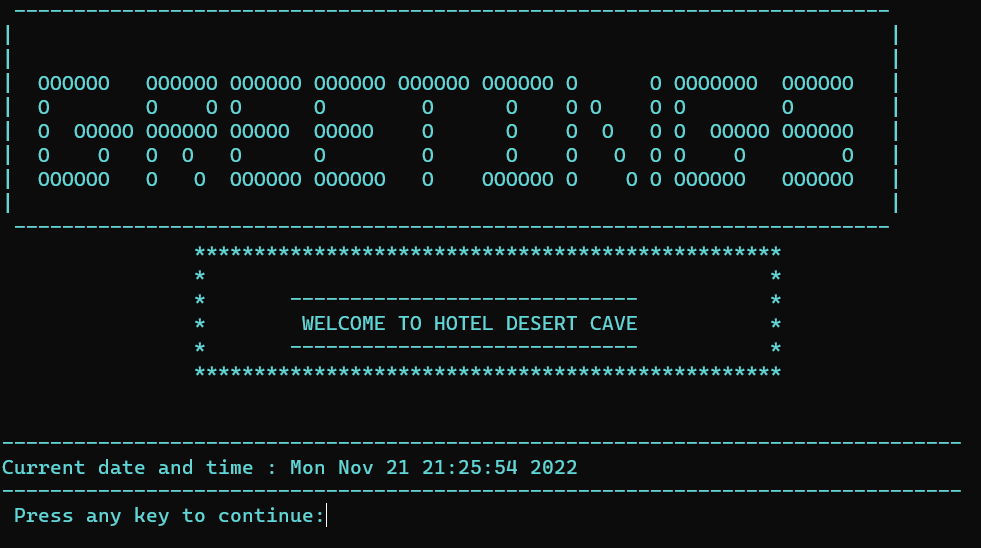 GREETINGS
WELCOME TO HOTEL DESERT CAVE
Current date and time : Mon Nov 21 21:25:54 2022
Press any key to continue: